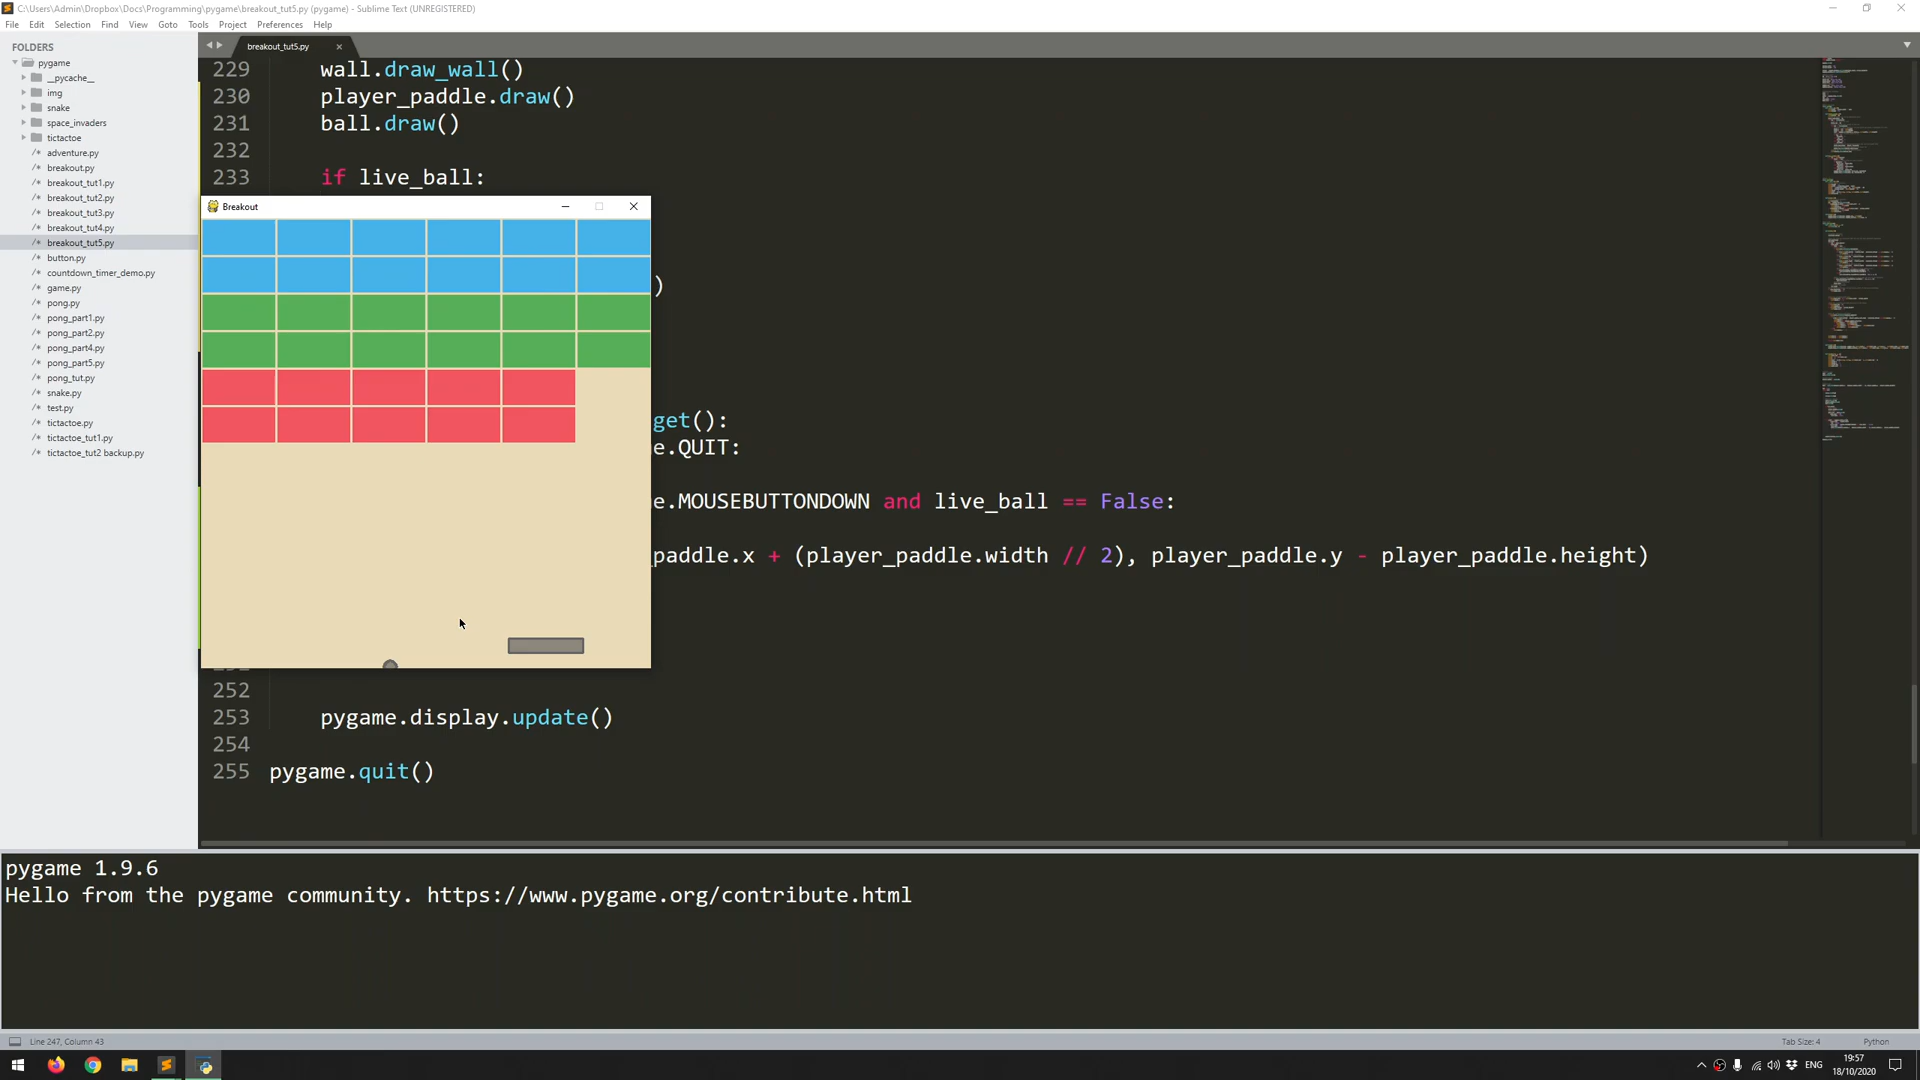 C:\Users\Admin\Dropbox\Docs\Programming\pygame\breakout_tut5.py (pygame) - Sublime Text (UNREGISTERED)
File Edit Selection Find View Goto Tools Project Preferences Help
FOLDERS
pygame
__pycache__
img
snake
space_invaders
tictactoe
adventure.py
breakout.py
breakout_tut1.py
breakout_tut2.py
breakout_tut3.py
breakout_tut4.py
breakout_tut5.py
button.py
countdown_timer_demo.py
game.py
pong.py
pong_part1.py
pong_part2.py
pong_part4.py
pong_part5.py
pong_tut.py
snake.py
test.py
tictactoe.py
tictactoe_tut1.py
tictactoe_tut2 backup.py
breakout_tut5.py
229 wall.draw_wall()
230 player_paddle.draw()
231 ball.draw()
232
233 if live_ball:
Breakout
)
get():
e.QUIT:
e.MOUSEBUTTONDOWN and live_ball == False:
_paddle.x + (player_paddle.width // 2), player_paddle.y - player_paddle.height)
252
253 pygame.display.update()
254
255 pygame.quit()
pygame 1.9.6
Hello from the pygame community. https://www.pygame.org/contribute.html
Line 247, Column 43
Tab Size: 4
Python
ENG
19:57
18/10/2020